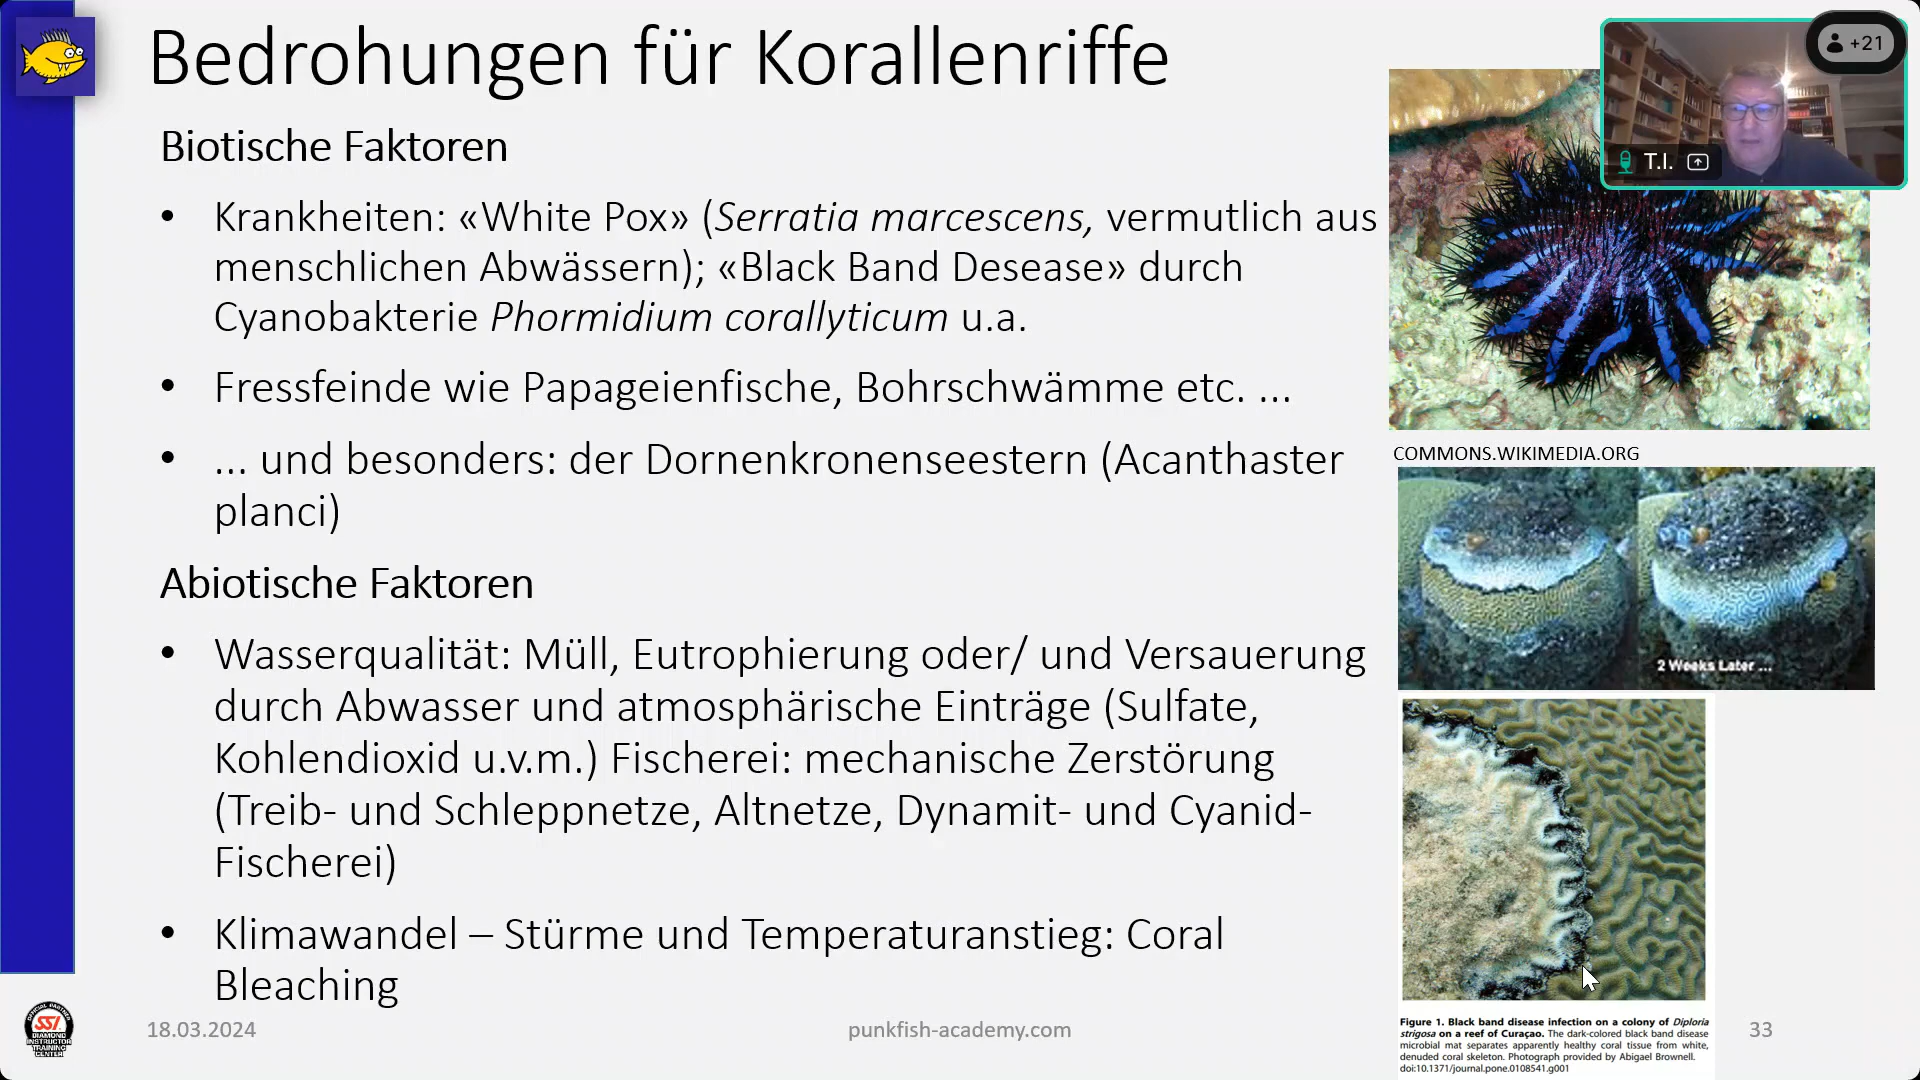 Bedrohungen für Korallenriffe
+21
T.I.
Biotische Faktoren
• Krankheiten: «White Pox» (Serratia marcescens, vermutlich aus
menschlichen Abwässern); «Black Band Desease» durch
Cyanobakterie Phormidium corallyticum u.a.
• Fressfeinde wie Papageienfische, Bohrschwämme etc. ...
• ... und besonders: der Dornenkronenseestern (Acanthaster
planci)
Abiotische Faktoren
• Wasserqualität: Müll, Eutrophierung oder/ und Versauerung
durch Abwasser und atmosphärische Einträge (Sulfate,
Kohlendioxid u.v.m.) Fischerei: mechanische Zerstörung
(Treib- und Schleppnetze, Altnetze, Dynamit- und Cyanid-
Fischerei)
• Klimawandel – Stürme und Temperaturanstieg: Coral
Bleaching
COMMONS.WIKIMEDIA.ORG
2 Weeks Later ...
Figure 1. Black band disease infection on a colony of Diploria
strigosa on a reef of Curaçao. The dark-colored black band disease
microbial mat separates apparently healthy coral tissue from white,
denuded coral skeleton. Photograph provided by Abigael Brownell.
doi:10.1371/journal.pone.0108541.g001
SSI
DIAMOND
INSTRUCTOR
TRAINING
CENTER
18.03.2024
punkfish-academy.com
33